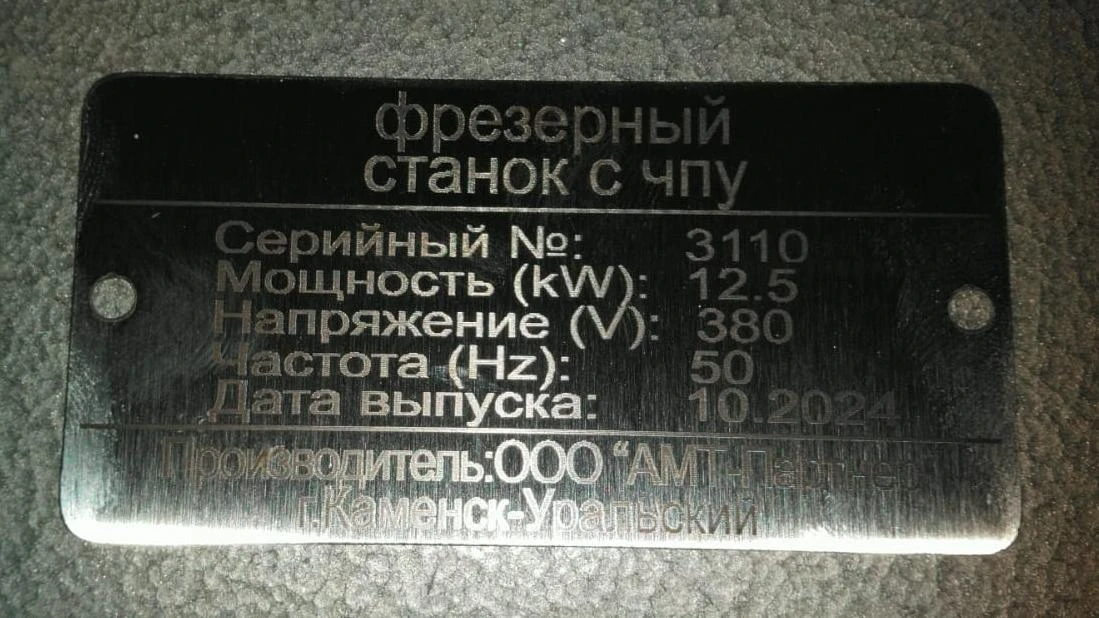 фрезерный
станок с чпу
Серийный №: 3110
Мощность (kW): 12.5
Напряжение (V): 380
Частота (Hz): 50
Дата выпуска: 10.2024
Производитель:ООО "АМТ-Партнер
г.Каменск-Уральский